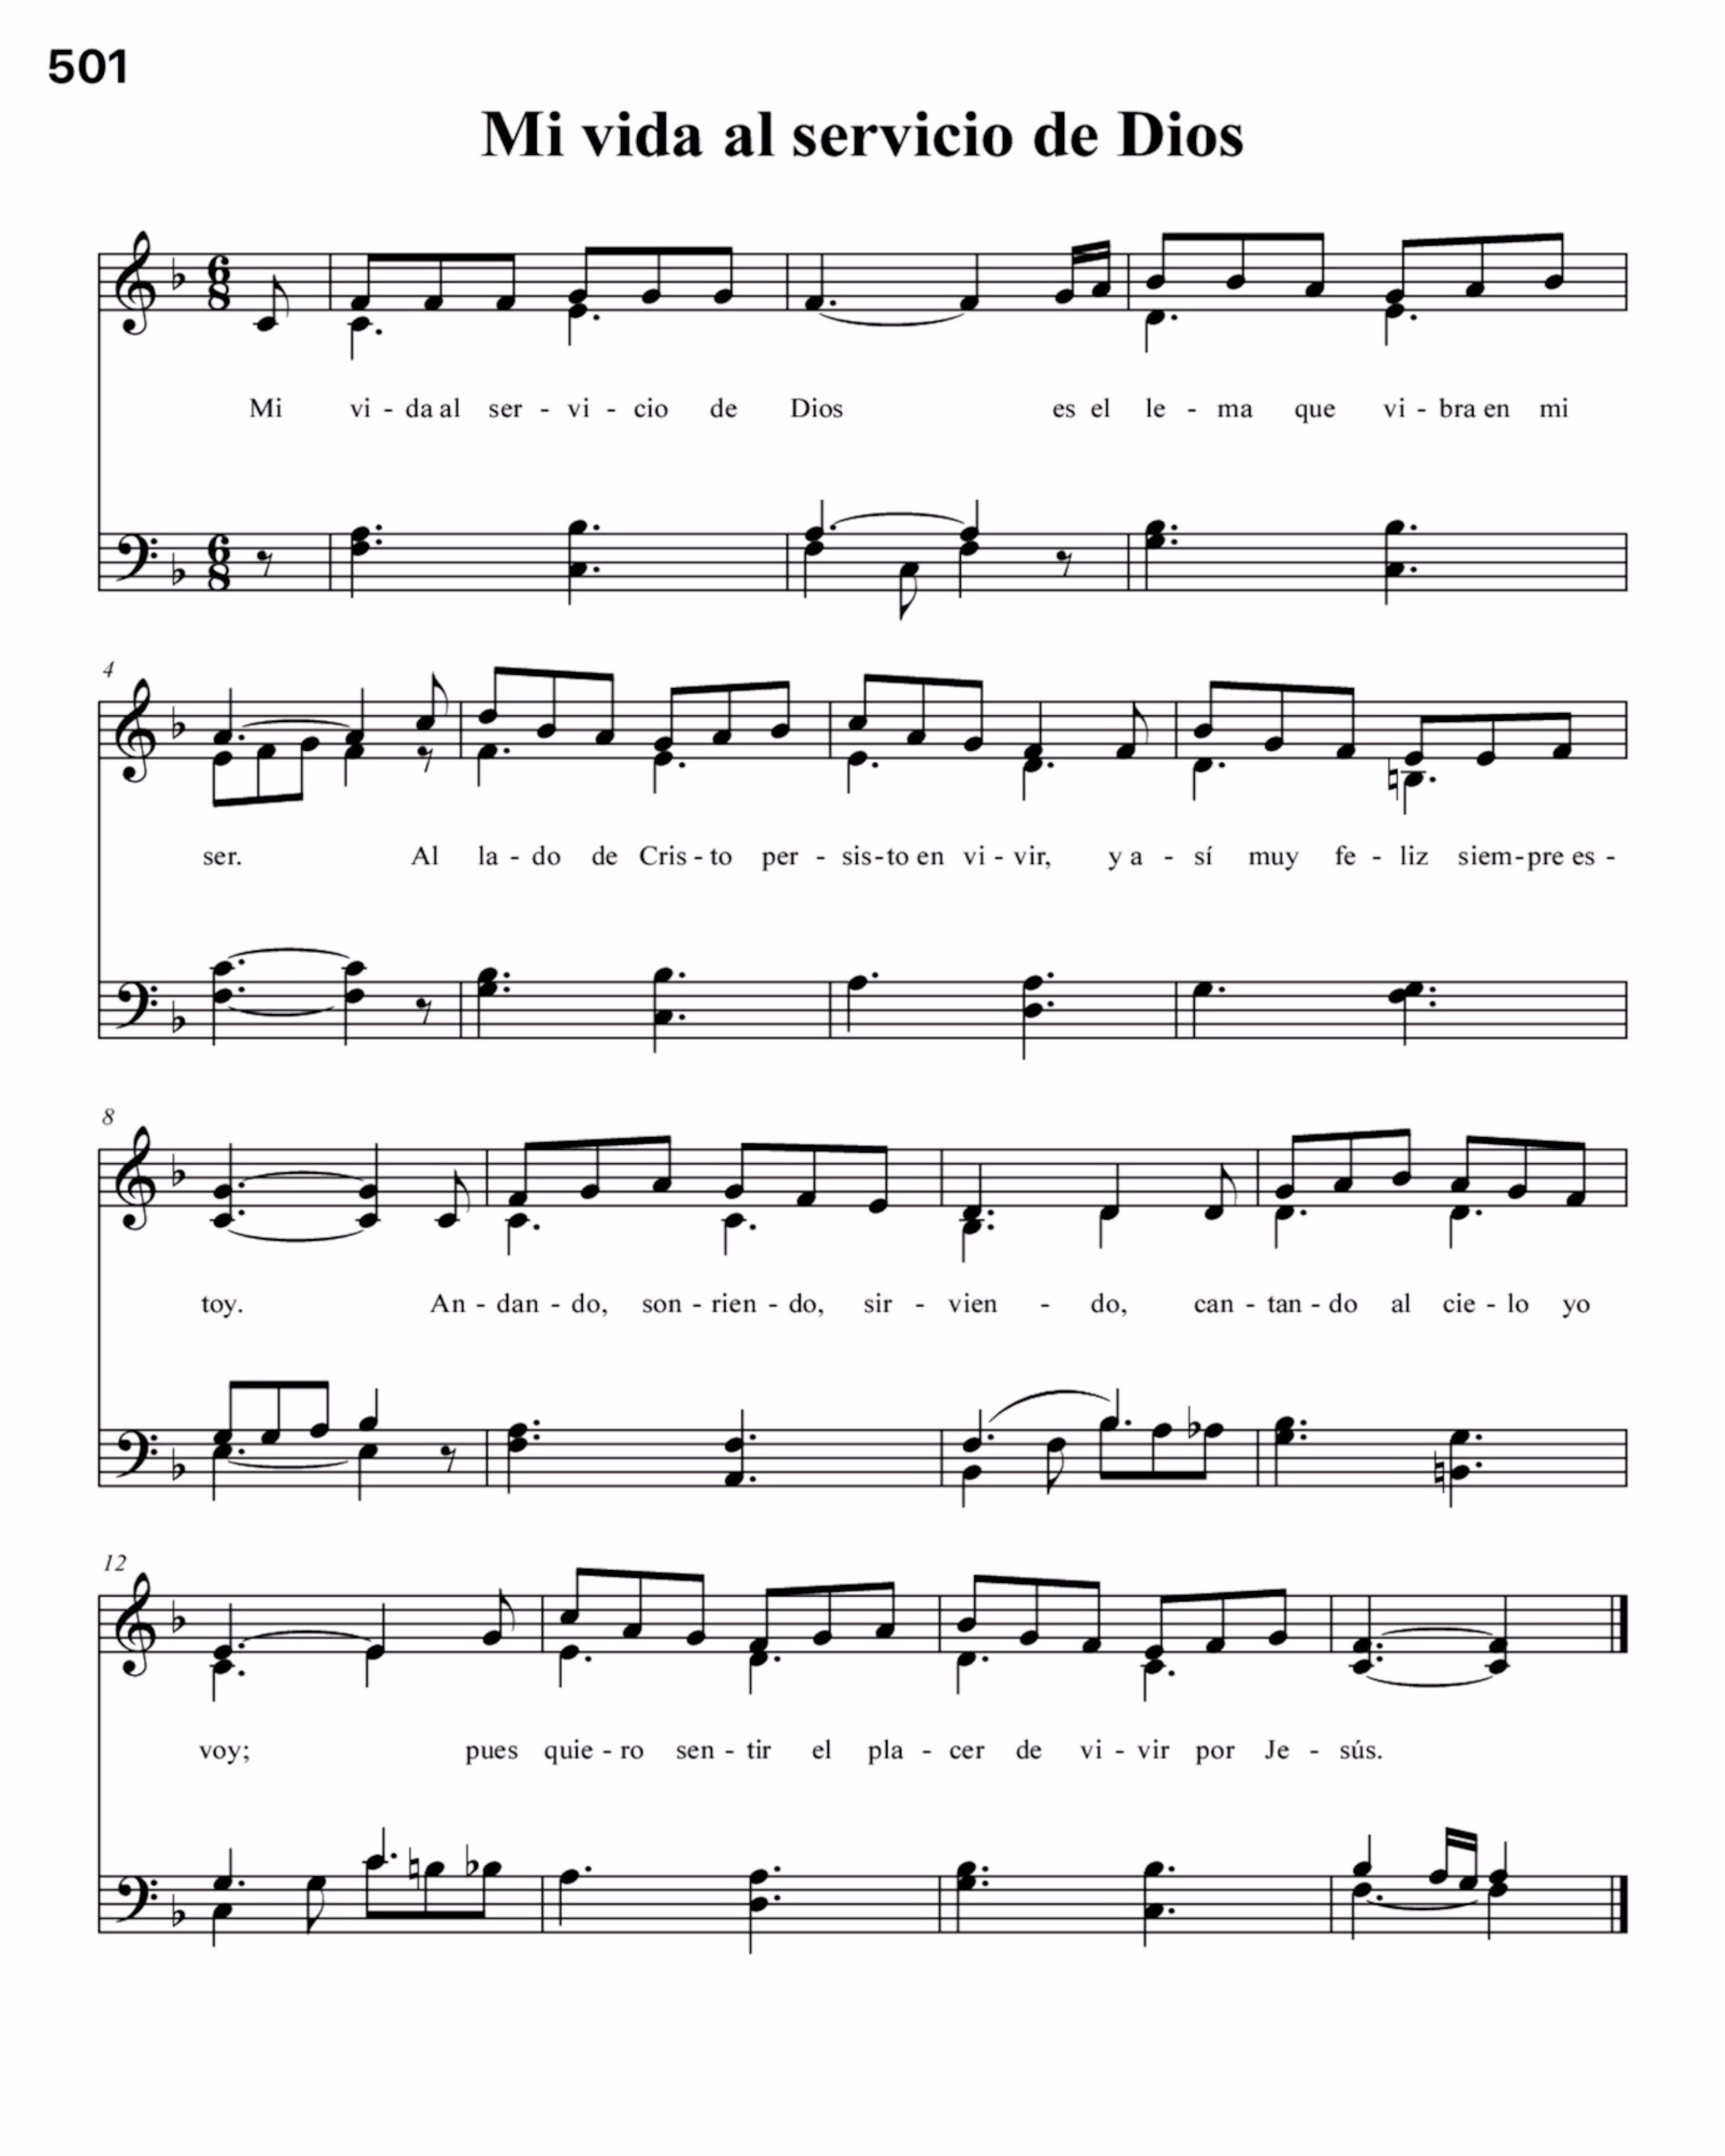 501
Mi vida al servicio de Dios
6
8
Mi vi - da al ser - vi - cio de Dios es el le - ma que vi - bra en mi
6
8
4
ser. Al la - do de Cris - to per - sis - to en vi - vir, y a - sí muy fe - liz siem - pre es -
8
toy. An - dan - do, son - rien - do, sir - vien - do, can - tan - do al cie - lo yo
12
voy; pues quie - ro sen - tir el pla - cer de vi - vir por Je - sús.